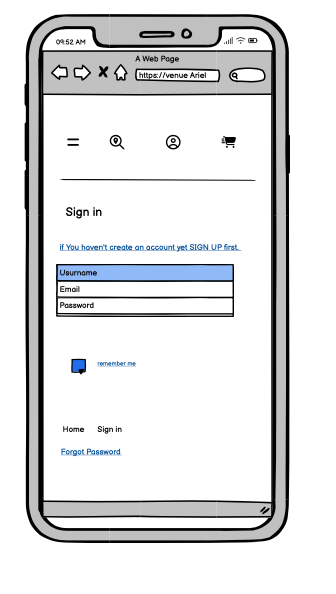 09:52 AM
A Web Page
https://venue Ariel
Sign in
if You haven't create an account yet SIGN UP first.
Usurname
Email
Password
remember me
Home Sign in
Forgot Password